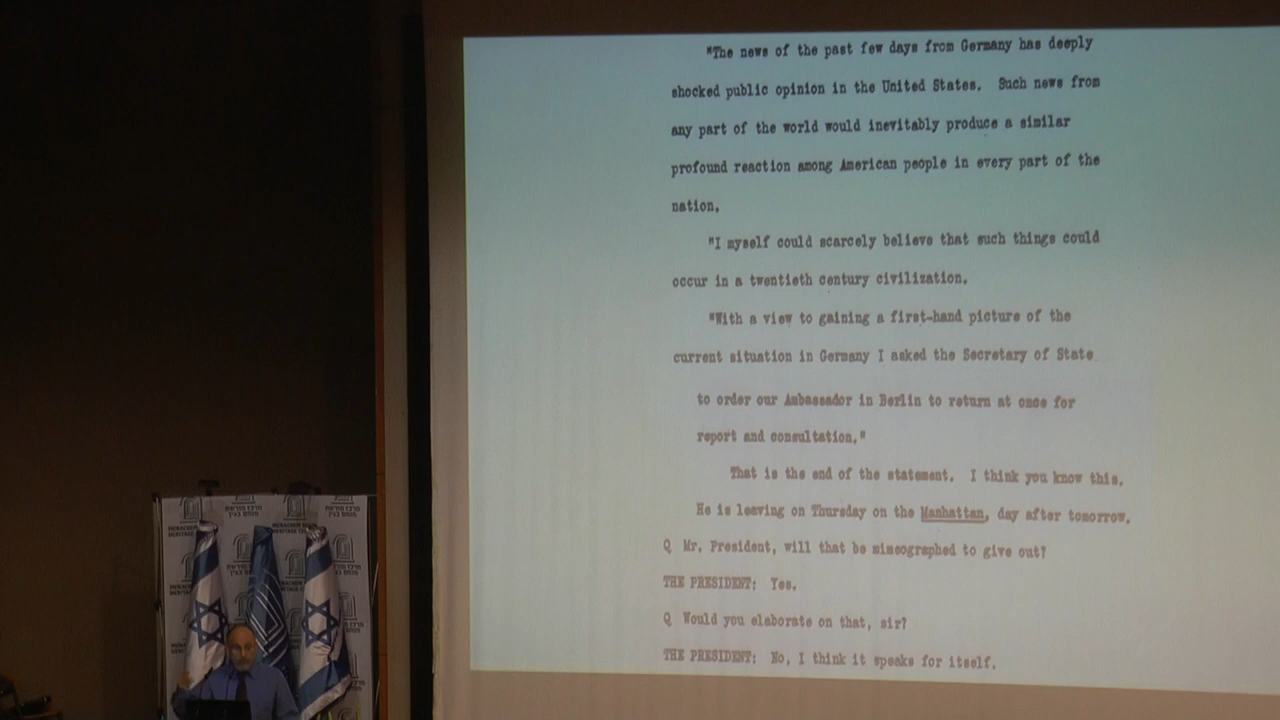 "The news of the past few days from Germany has deeply
shocked public opinion in the United States. Such news from
any part of the world would inevitably produce a similar
profound reaction among American people in every part of the
nation.
"I myself could scarcely believe that such things could
occur in a twentieth century civilization.
"With a view to gaining a first-hand picture of the
current situation in Germany I asked the Secretary of State
to order our Ambassador in Berlin to return at once for
report and consultation."
That is the end of the statement. I think you know this.
He is leaving on Thursday on the Manhattan, day after tomorrow.
Q Mr. President, will that be mimeographed to give out?
THE PRESIDENT: Yes.
Q Would you elaborate on that, sir?
THE PRESIDENT: No, I think it speaks for itself.
מרכז מורשת
מנחם בגין